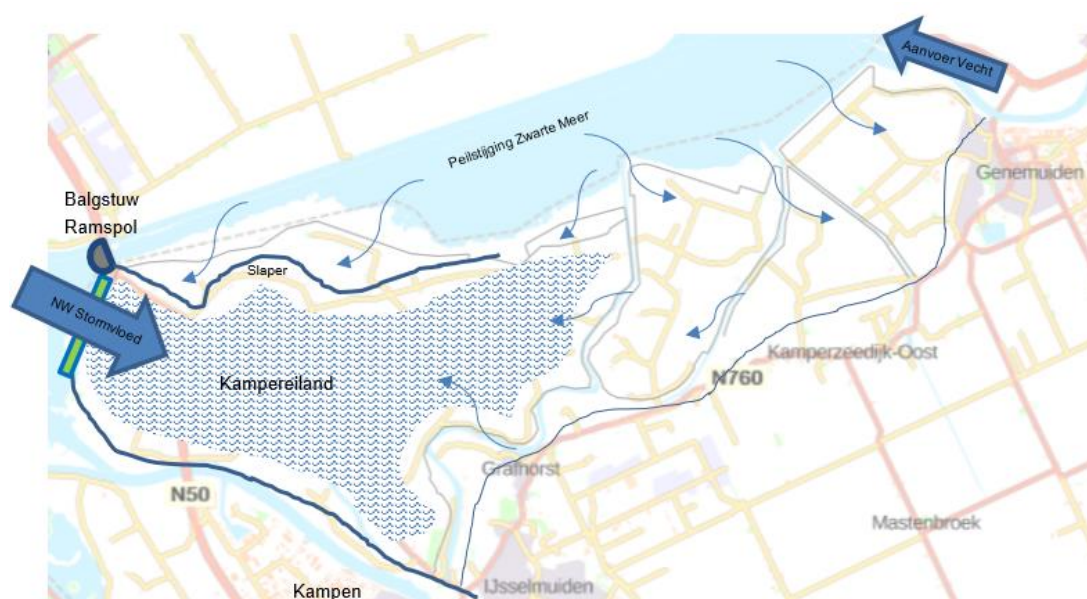 Aanvoer Vecht
Peilstijging Zwarte Meer
Genemuiden
Balgstuw
Ramspol
Slaper
NW Stormvloed
Kamperzeedijk-Oost
Kampereiland
N760
Grafhorst
N50
Mastenbroek
IJsselmuiden
Kampen